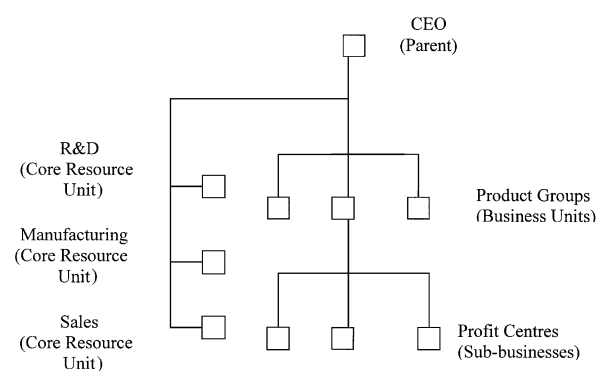 CEO
(Parent)
R&D
(Core Resource
Unit)
Product Groups
(Business Units)
Manufacturing
(Core Resource
Unit)
Sales
(Core Resource
Unit)
Profit Centres
(Sub-businesses)